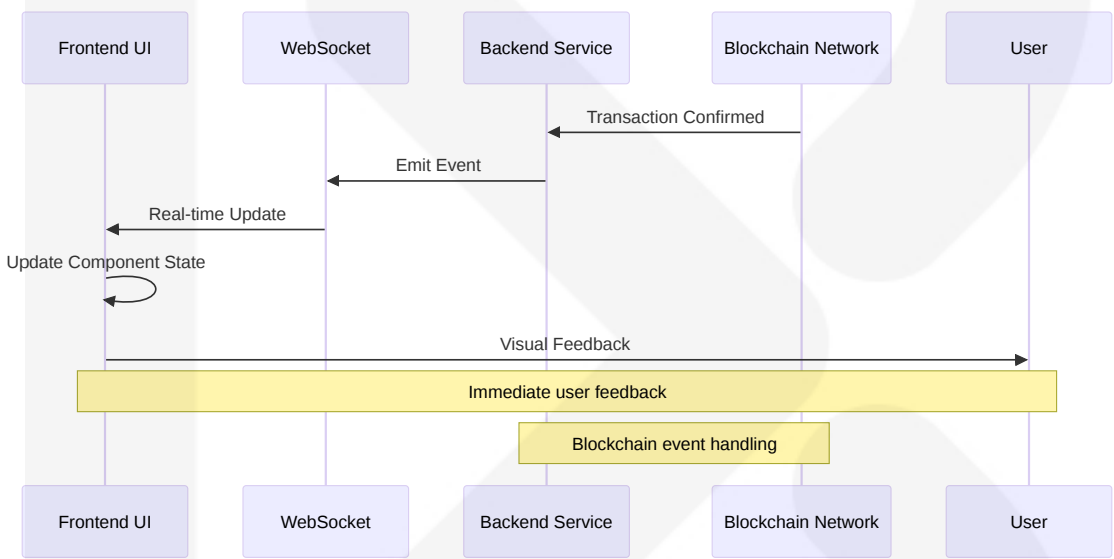 Frontend UI
WebSocket
Backend Service
Blockchain Network
User
Transaction Confirmed
Emit Event
Real-time Update
Update Component State
Visual Feedback
Immediate user feedback
Blockchain event handling
Frontend UI
WebSocket
Backend Service
Blockchain Network
User